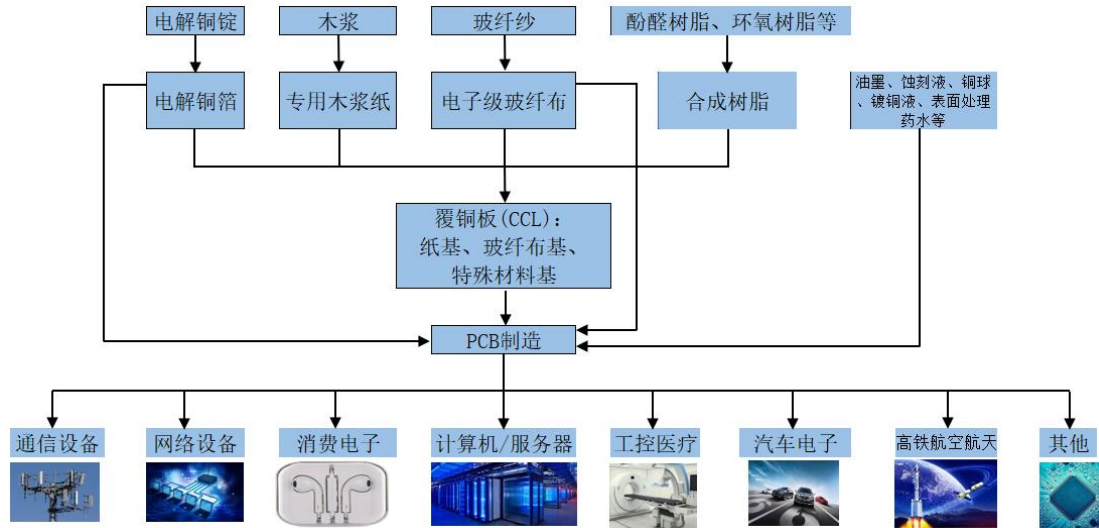 电解铜锭
木浆
玻纤纱
酚醛树脂、环氧树脂等
电解铜箔
专用木浆纸
电子级玻纤布
合成树脂
油墨、蚀刻液、铜球
、镀铜液、表面处理
药水等
覆铜板(CCL):
纸基、玻纤布基、
特殊材料基
PCB制造
通信设备
网络设备
消费电子
计算机/服务器
工控医疗
汽车电子
高铁航空航天
其他